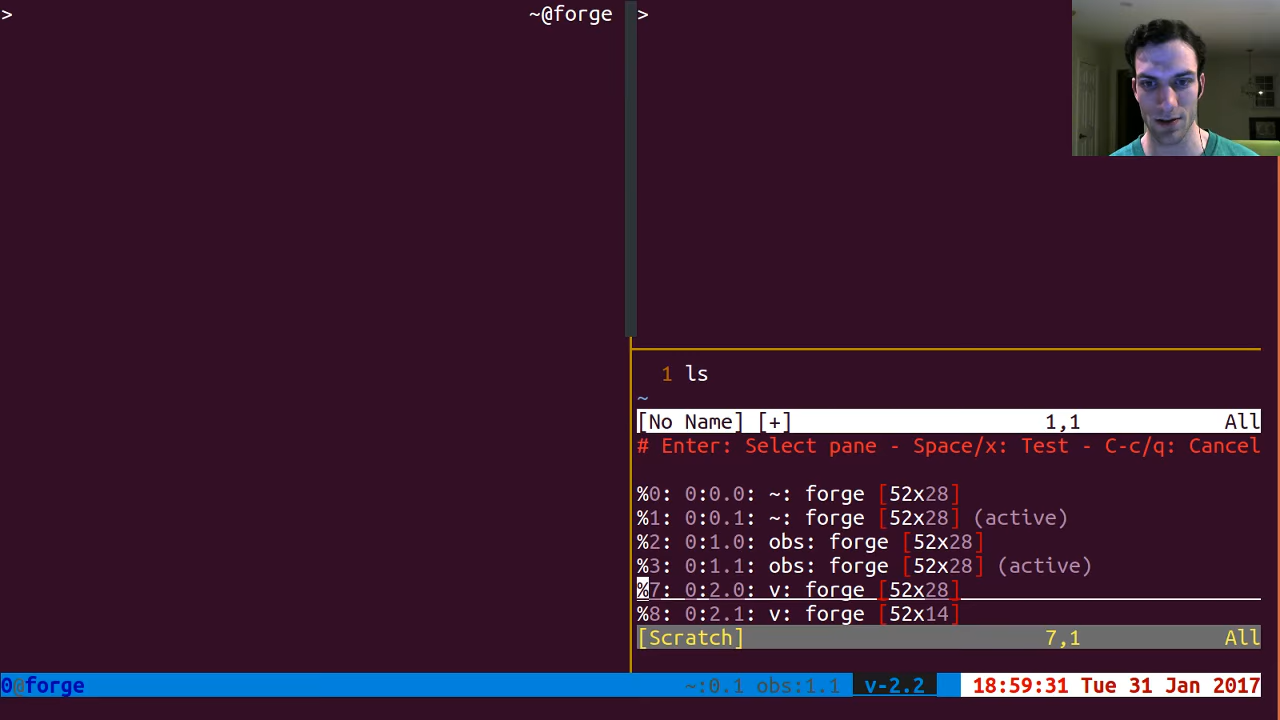 > ~@forge
>
1 ls
~
[No Name] [+] 1,1 All
# Enter: Select pane - Space/x: Test - C-c/q: Cancel
%0: 0:0.0: ~: forge [52x28]
%1: 0:0.1: ~: forge [52x28] (active)
%2: 0:1.0: obs: forge [52x28]
%3: 0:1.1: obs: forge [52x28] (active)
%7: 0:2.0: v: forge [52x28]
%8: 0:2.1: v: forge [52x14]
[Scratch] 7,1 All
0@forge ~:0.1 obs:1.1 v-2.2 18:59:31 Tue 31 Jan 2017